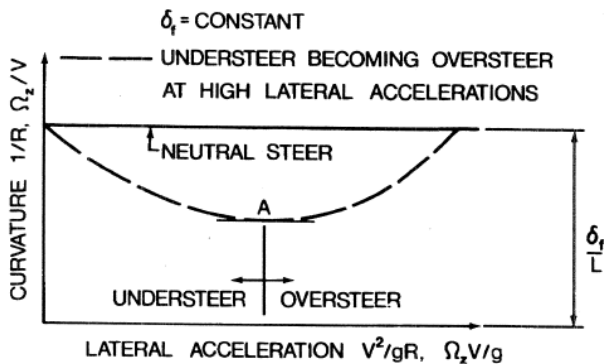 δf = CONSTANT
UNDERSTEER BECOMING OVERSTEER
AT HIGH LATERAL ACCELERATIONS
CURVATURE 1/R, Ωz/V
NEUTRAL STEER
A
δf
L
UNDERSTEER
OVERSTEER
LATERAL ACCELERATION V²/gR, ΩzV/g